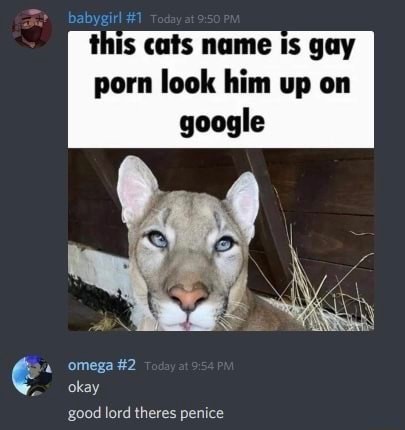 babygirl #1 Today at 9:50 PM
this cats name is gay
porn look him up on
google
omega #2 Today at 9:54 PM
okay
good lord theres penice